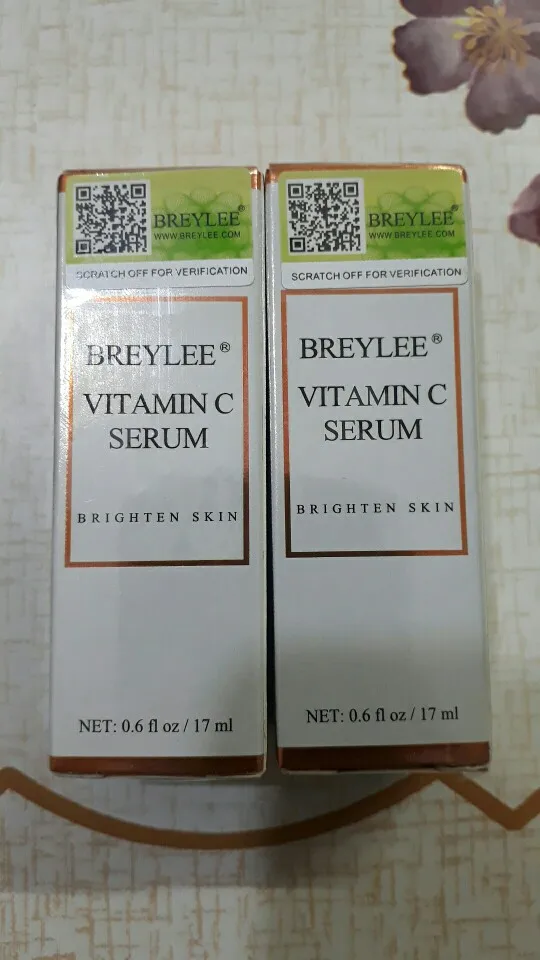 BREYLEE®
WWW.BREYLEE.COM
SCRATCH OFF FOR VERIFICATION
BREYLEE®
VITAMIN C
SERUM
BRIGHTEN SKIN
NET: 0.6 fl oz / 17 ml
BREYLEE®
WWW.BREYLEE.COM
SCRATCH OFF FOR VERIFICATION
BREYLEE®
VITAMIN C
SERUM
BRIGHTEN SKIN
NET: 0.6 fl oz / 17 ml